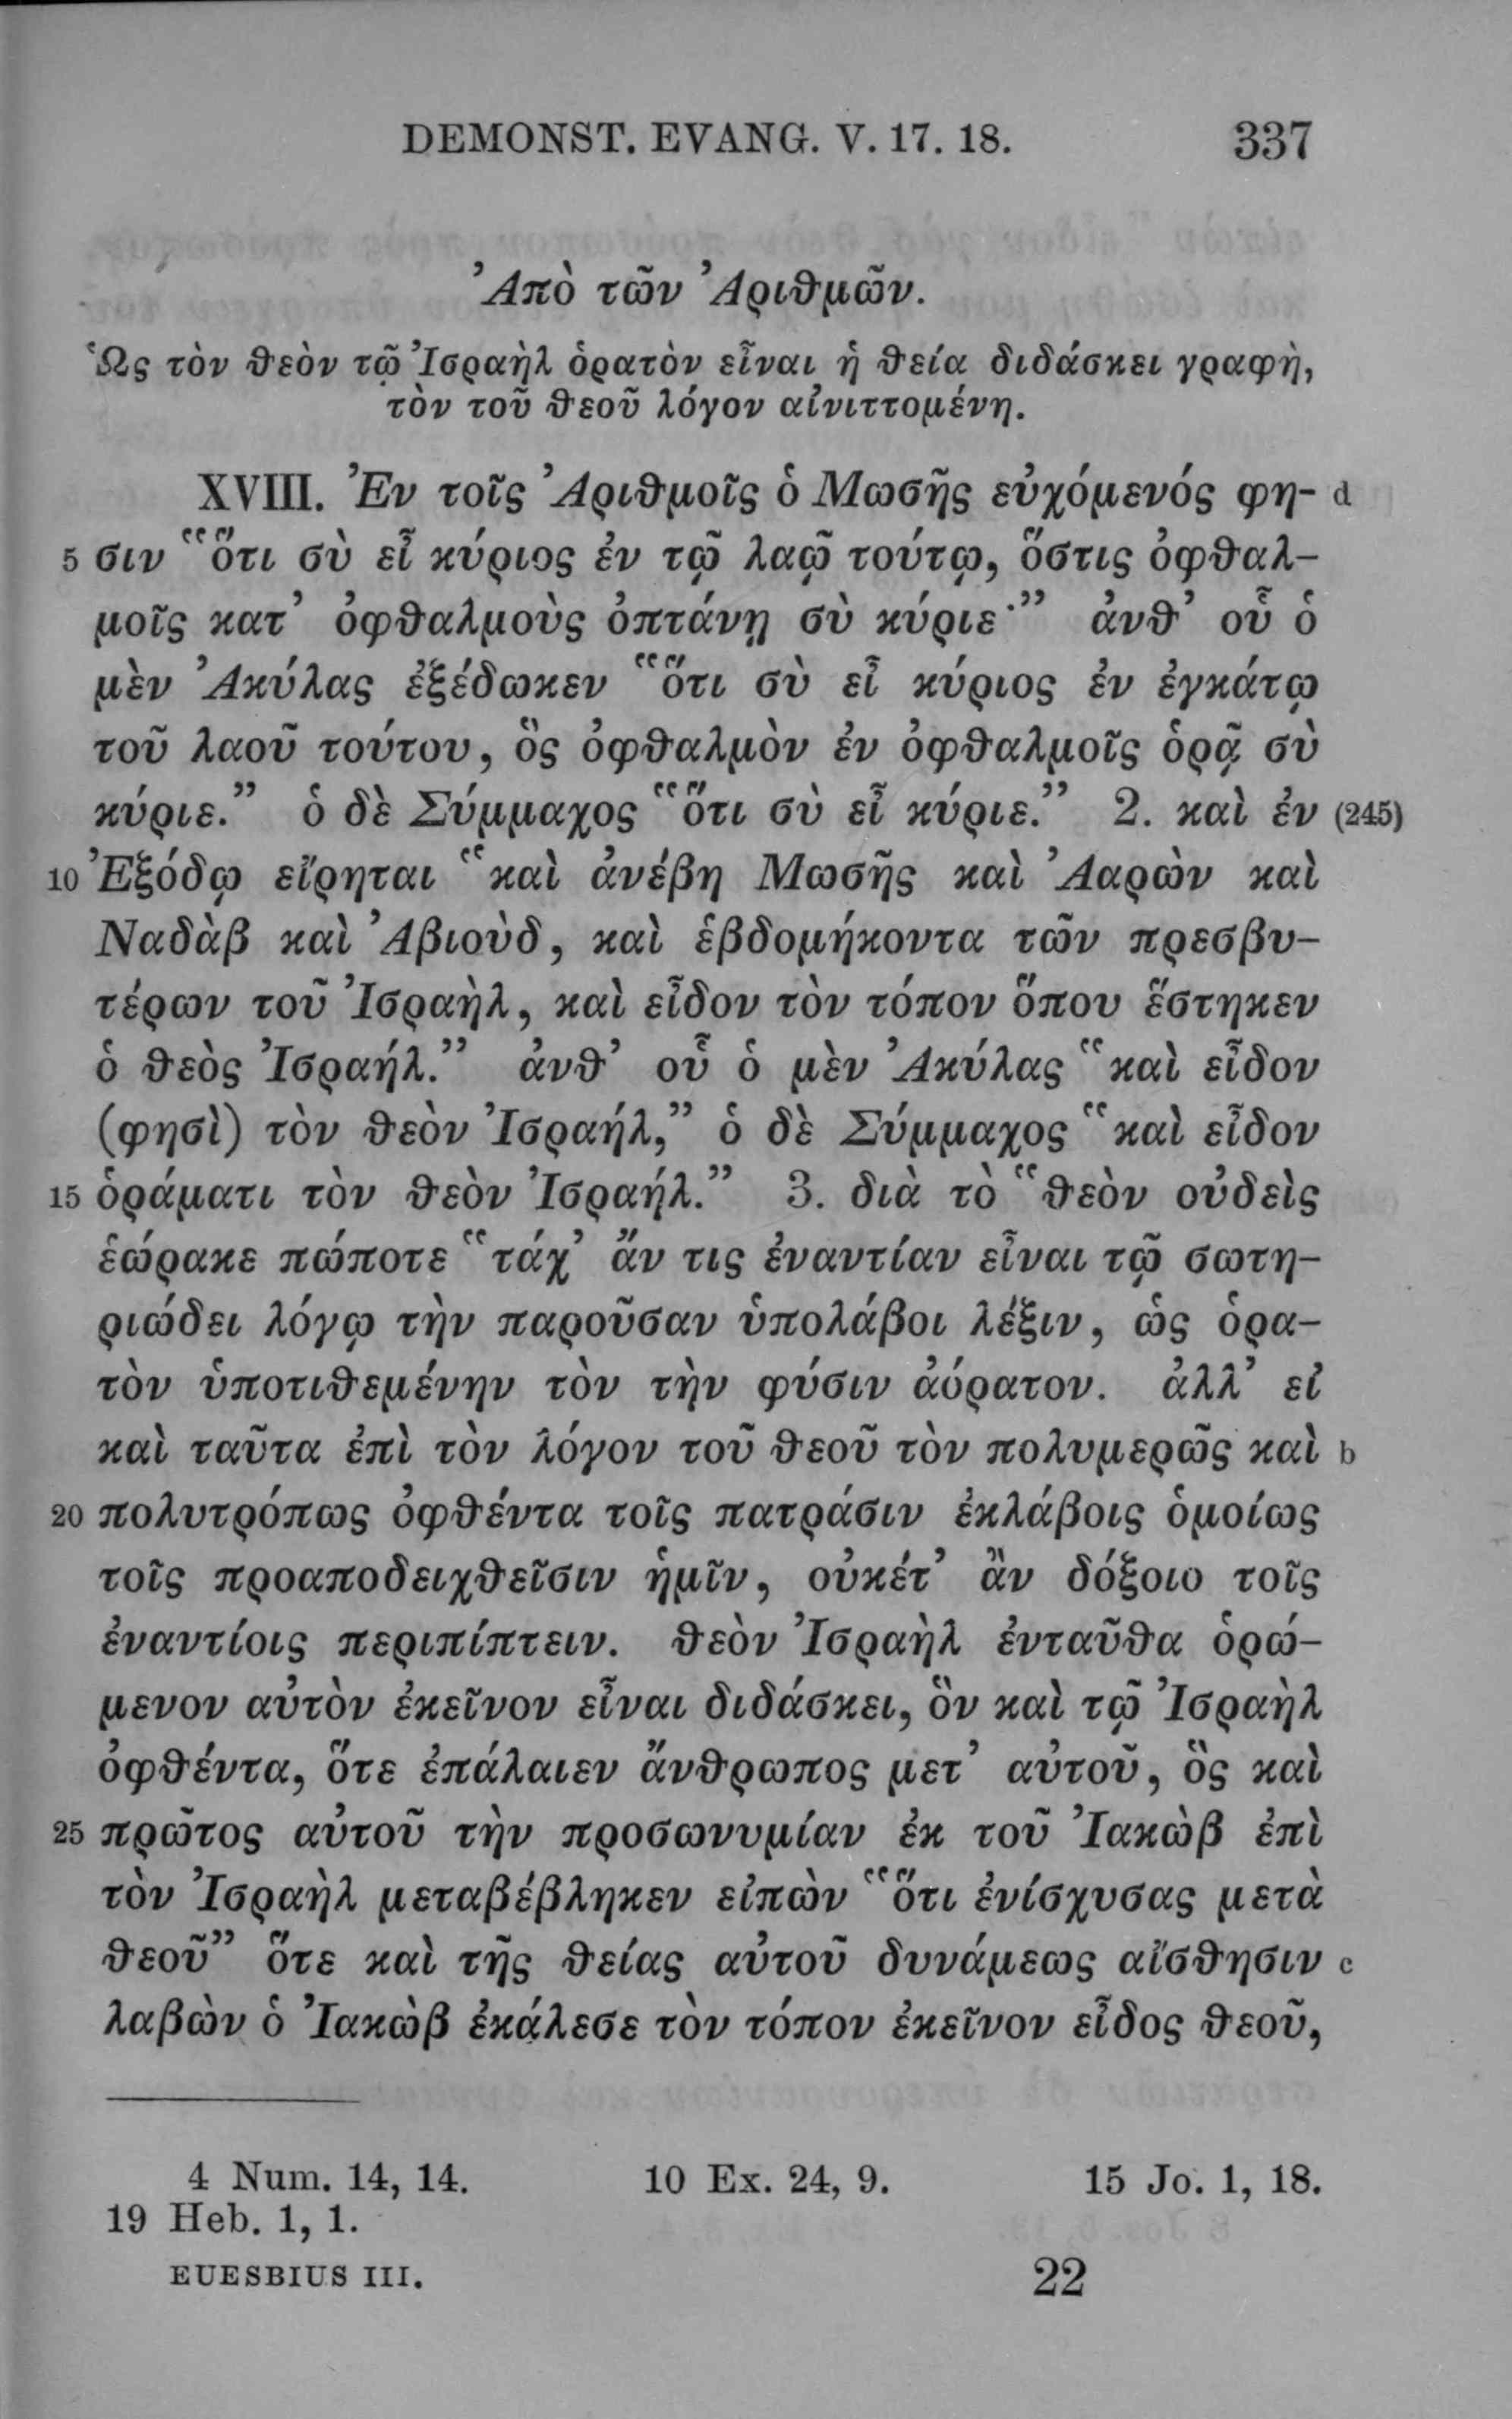 DEMONST. EVANG. V. 17. 18. 337
Ἀπὸ τῶν Ἀριθμῶν.
Ὡς τὸν θεὸν τῷ Ἰσραὴλ ὁρατὸν εἶναι ἡ θεία διδάσκει γραφὴ,
τὸν τοῦ θεοῦ λόγον αἰνιττομένη.
XVIII. Ἐν τοῖς Ἀριθμοῖς ὁ Μωσῆς εὐχόμενός φη- d
5 σιν “ὅτι σὺ εἶ κύριος ἐν τῷ λαῷ τούτῳ, ὅστις ὀφθαλ-
μοῖς κατ’ ὀφθαλμοὺς ὀπτάνῃ σὺ κύριε·” ἀνθ’ οὗ ὁ
μὲν Ἀκύλας ἐξέδωκεν “ὅτι σὺ εἶ κύριος ἐν ἐγκάτῳ
τοῦ λαοῦ τούτου, ὃς ὀφθαλμὸν ἐν ὀφθαλμοῖς ὁρᾷ σὺ
κύριε.” ὁ δὲ Σύμμαχος “ὅτι σὺ εἶ κύριε.” 2. καὶ ἐν (245)
10 Ἐξόδῳ εἴρηται “καὶ ἀνέβη Μωσῆς καὶ Ἀαρὼν καὶ
Ναδὰβ καὶ Ἀβιοὺδ, καὶ ἑβδομήκοντα τῶν πρεσβυ-
τέρων τοῦ Ἰσραὴλ, καὶ εἶδον τὸν τόπον ὅπου ἕστηκεν
ὁ θεὸς Ἰσραήλ.” ἀνθ’ οὗ ὁ μὲν Ἀκύλας “καὶ εἶδον
(φησὶ) τὸν θεὸν Ἰσραήλ,” ὁ δὲ Σύμμαχος “καὶ εἶδον
15 ὁράματι τὸν θεὸν Ἰσραήλ.” 3. διὰ τὸ “θεὸν οὐδεὶς
ἑώρακε πώποτε “τάχ’ ἄν τις ἐναντίαν εἶναι τῷ σωτη-
ριώδει λόγῳ τὴν παροῦσαν ὑπολάβοι λέξιν, ὡς ὁρα-
τὸν ὑποτιθεμένην τὸν τὴν φύσιν ἀόρατον. ἀλλ’ εἰ
καὶ ταῦτα ἐπὶ τὸν λόγον τοῦ θεοῦ τὸν πολυμερῶς καὶ b
20 πολυτρόπως ὀφθέντα τοῖς πατράσιν ἐκλάβοις ὁμοίως
τοῖς προαποδειχθεῖσιν ἡμῖν, οὐκέτ’ ἂν δόξοιο τοῖς
ἐναντίοις περιπίπτειν. θεὸν Ἰσραὴλ ἐνταῦθα ὁρώ-
μενον αὐτὸν ἐκεῖνον εἶναι διδάσκει, ὃν καὶ τῷ Ἰσραὴλ
ὀφθέντα, ὅτε ἐπάλαιεν ἄνθρωπος μετ’ αὐτοῦ, ὃς καὶ
25 πρῶτος αὐτοῦ τὴν προσωνυμίαν ἐκ τοῦ Ἰακὼβ ἐπὶ
τὸν Ἰσραὴλ μεταβέβληκεν εἰπὼν “ὅτι ἐνίσχυσας μετὰ
θεοῦ” ὅτε καὶ τῆς θείας αὐτοῦ δυνάμεως αἴσθησιν c
λαβὼν ὁ Ἰακὼβ ἐκάλεσε τὸν τόπον ἐκεῖνον εἶδος θεοῦ,
4 Num. 14, 14. 10 Ex. 24, 9. 15 Jo. 1, 18.
19 Heb. 1, 1.
EUESBIUS III. 22